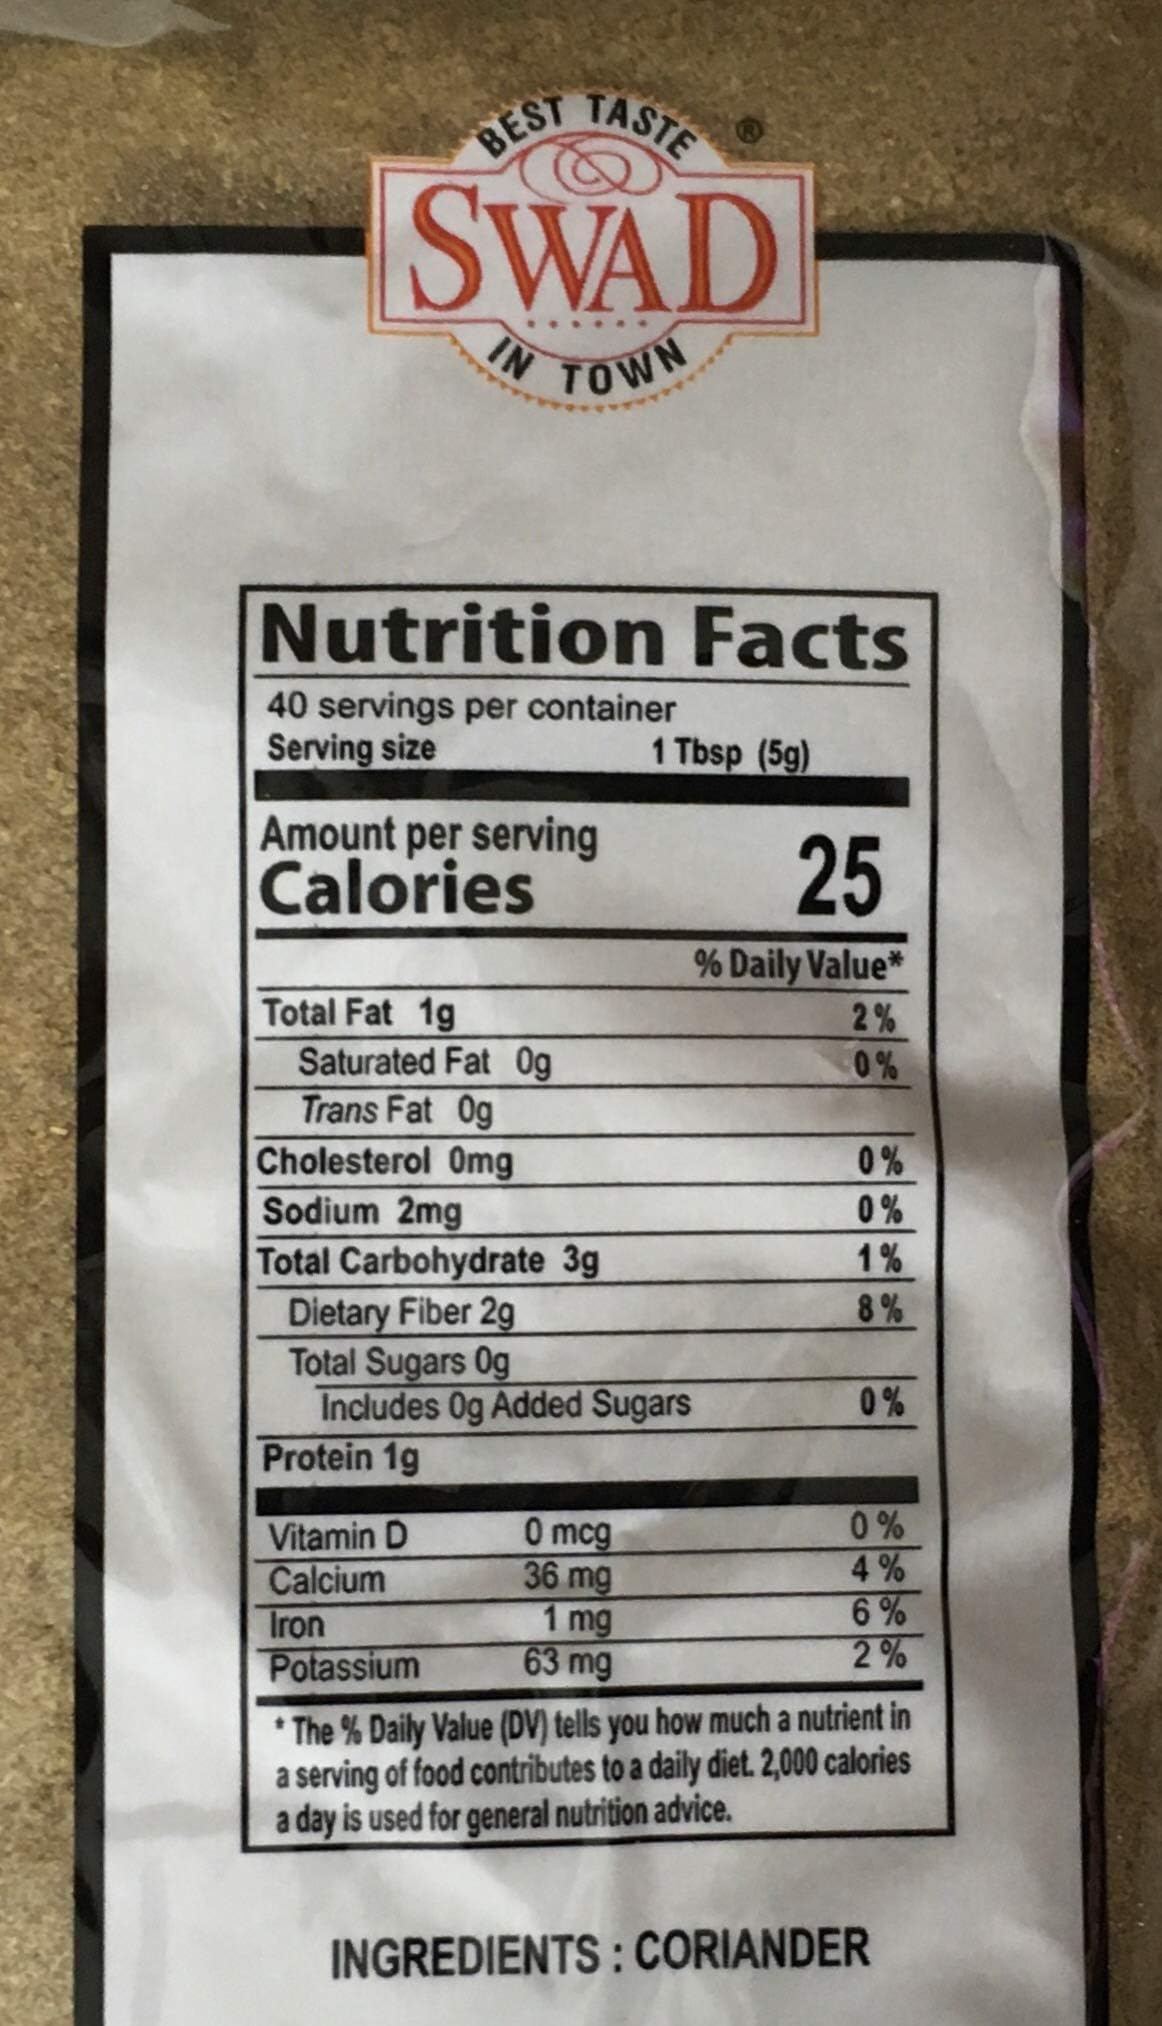 BEST TASTE ®
SWAD
IN TOWN
Nutrition Facts
40 servings per container
Serving size 1 Tbsp (5g)
Amount per serving
Calories 25
% Daily Value*
Total Fat 1g 2%
Saturated Fat 0g 0%
Trans Fat 0g
Cholesterol 0mg 0%
Sodium 2mg 0%
Total Carbohydrate 3g 1%
Dietary Fiber 2g 8%
Total Sugars 0g
Includes 0g Added Sugars 0%
Protein 1g
Vitamin D 0 mcg 0%
Calcium 36 mg 4%
Iron 1 mg 6%
Potassium 63 mg 2%
* The % Daily Value (DV) tells you how much a nutrient in
a serving of food contributes to a daily diet. 2,000 calories
a day is used for general nutrition advice.
INGREDIENTS : CORIANDER